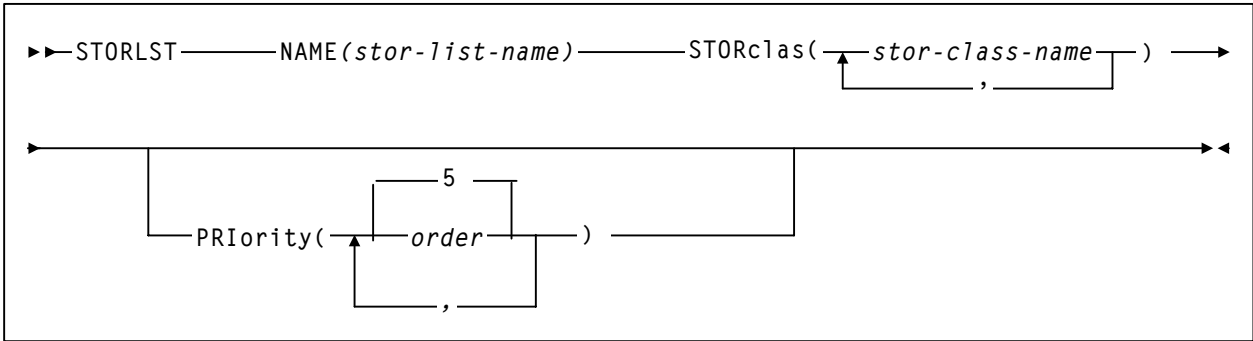 STORLST NAME(stor-list-name) STORclas( stor-class-name )
,
5
PRIority( order )
,